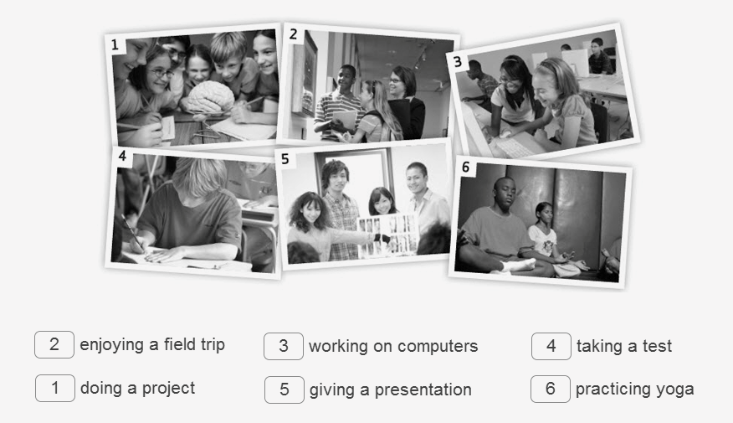 1
2
3
4
5
6
2 enjoying a field trip
3 working on computers
4 taking a test
1 doing a project
5 giving a presentation
6 practicing yoga